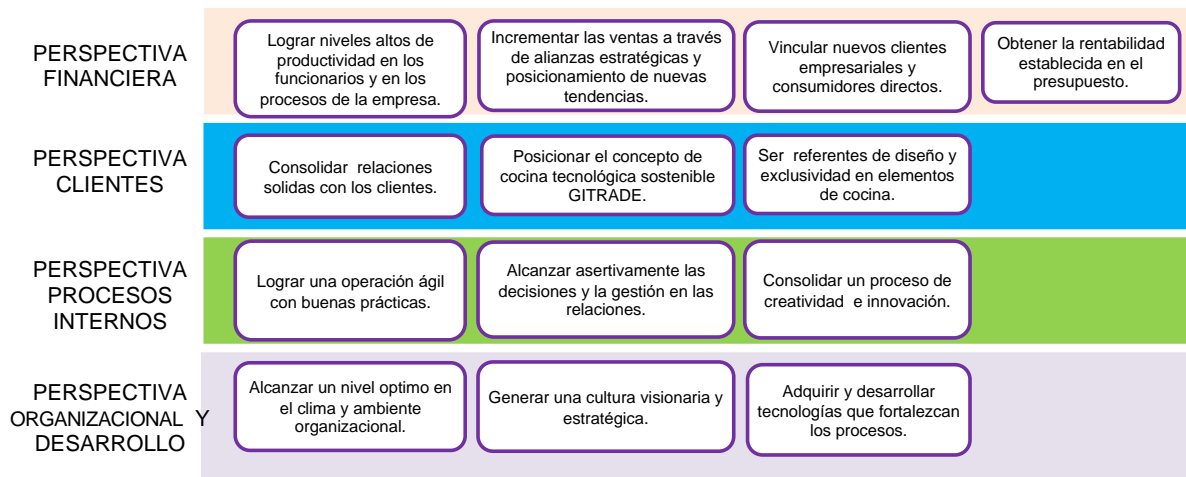 PERSPECTIVA
FINANCIERA
Lograr niveles altos de
productividad en los
funcionarios y en los
procesos de la empresa.
Incrementar las ventas a través
de alianzas estratégicas y
posicionamiento de nuevas
tendencias.
Vincular nuevos clientes
empresariales y
consumidores directos.
Obtener la rentabilidad
establecida en el
presupuesto.
PERSPECTIVA
CLIENTES
Consolidar relaciones
solidas con los clientes.
Posicionar el concepto de
cocina tecnológica sostenible
GITRADE.
Ser referentes de diseño y
exclusividad en elementos
de cocina.
PERSPECTIVA
PROCESOS
INTERNOS
Lograr una operación ágil
con buenas prácticas.
Alcanzar asertivamente las
decisiones y la gestión en las
relaciones.
Consolidar un proceso de
creatividad e innovación.
PERSPECTIVA
ORGANIZACIONAL Y
DESARROLLO
Alcanzar un nivel optimo en
el clima y ambiente
organizacional.
Generar una cultura visionaria y
estratégica.
Adquirir y desarrollar
tecnologías que fortalezcan
los procesos.